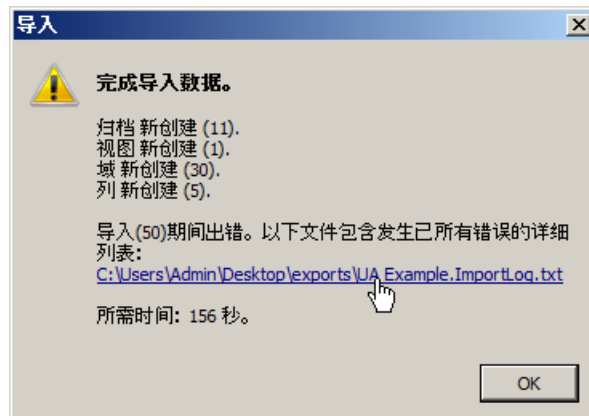 导入
完成导入数据。
归档 新创建 (11).
视图 新创建 (1).
域 新创建 (30).
列 新创建 (5).
导入(50)期间出错。以下文件包含发生已所有错误的详细
列表:
C:\Users\Admin\Desktop\exports\UA Example.ImportLog.txt
所需时间: 156 秒。
OK